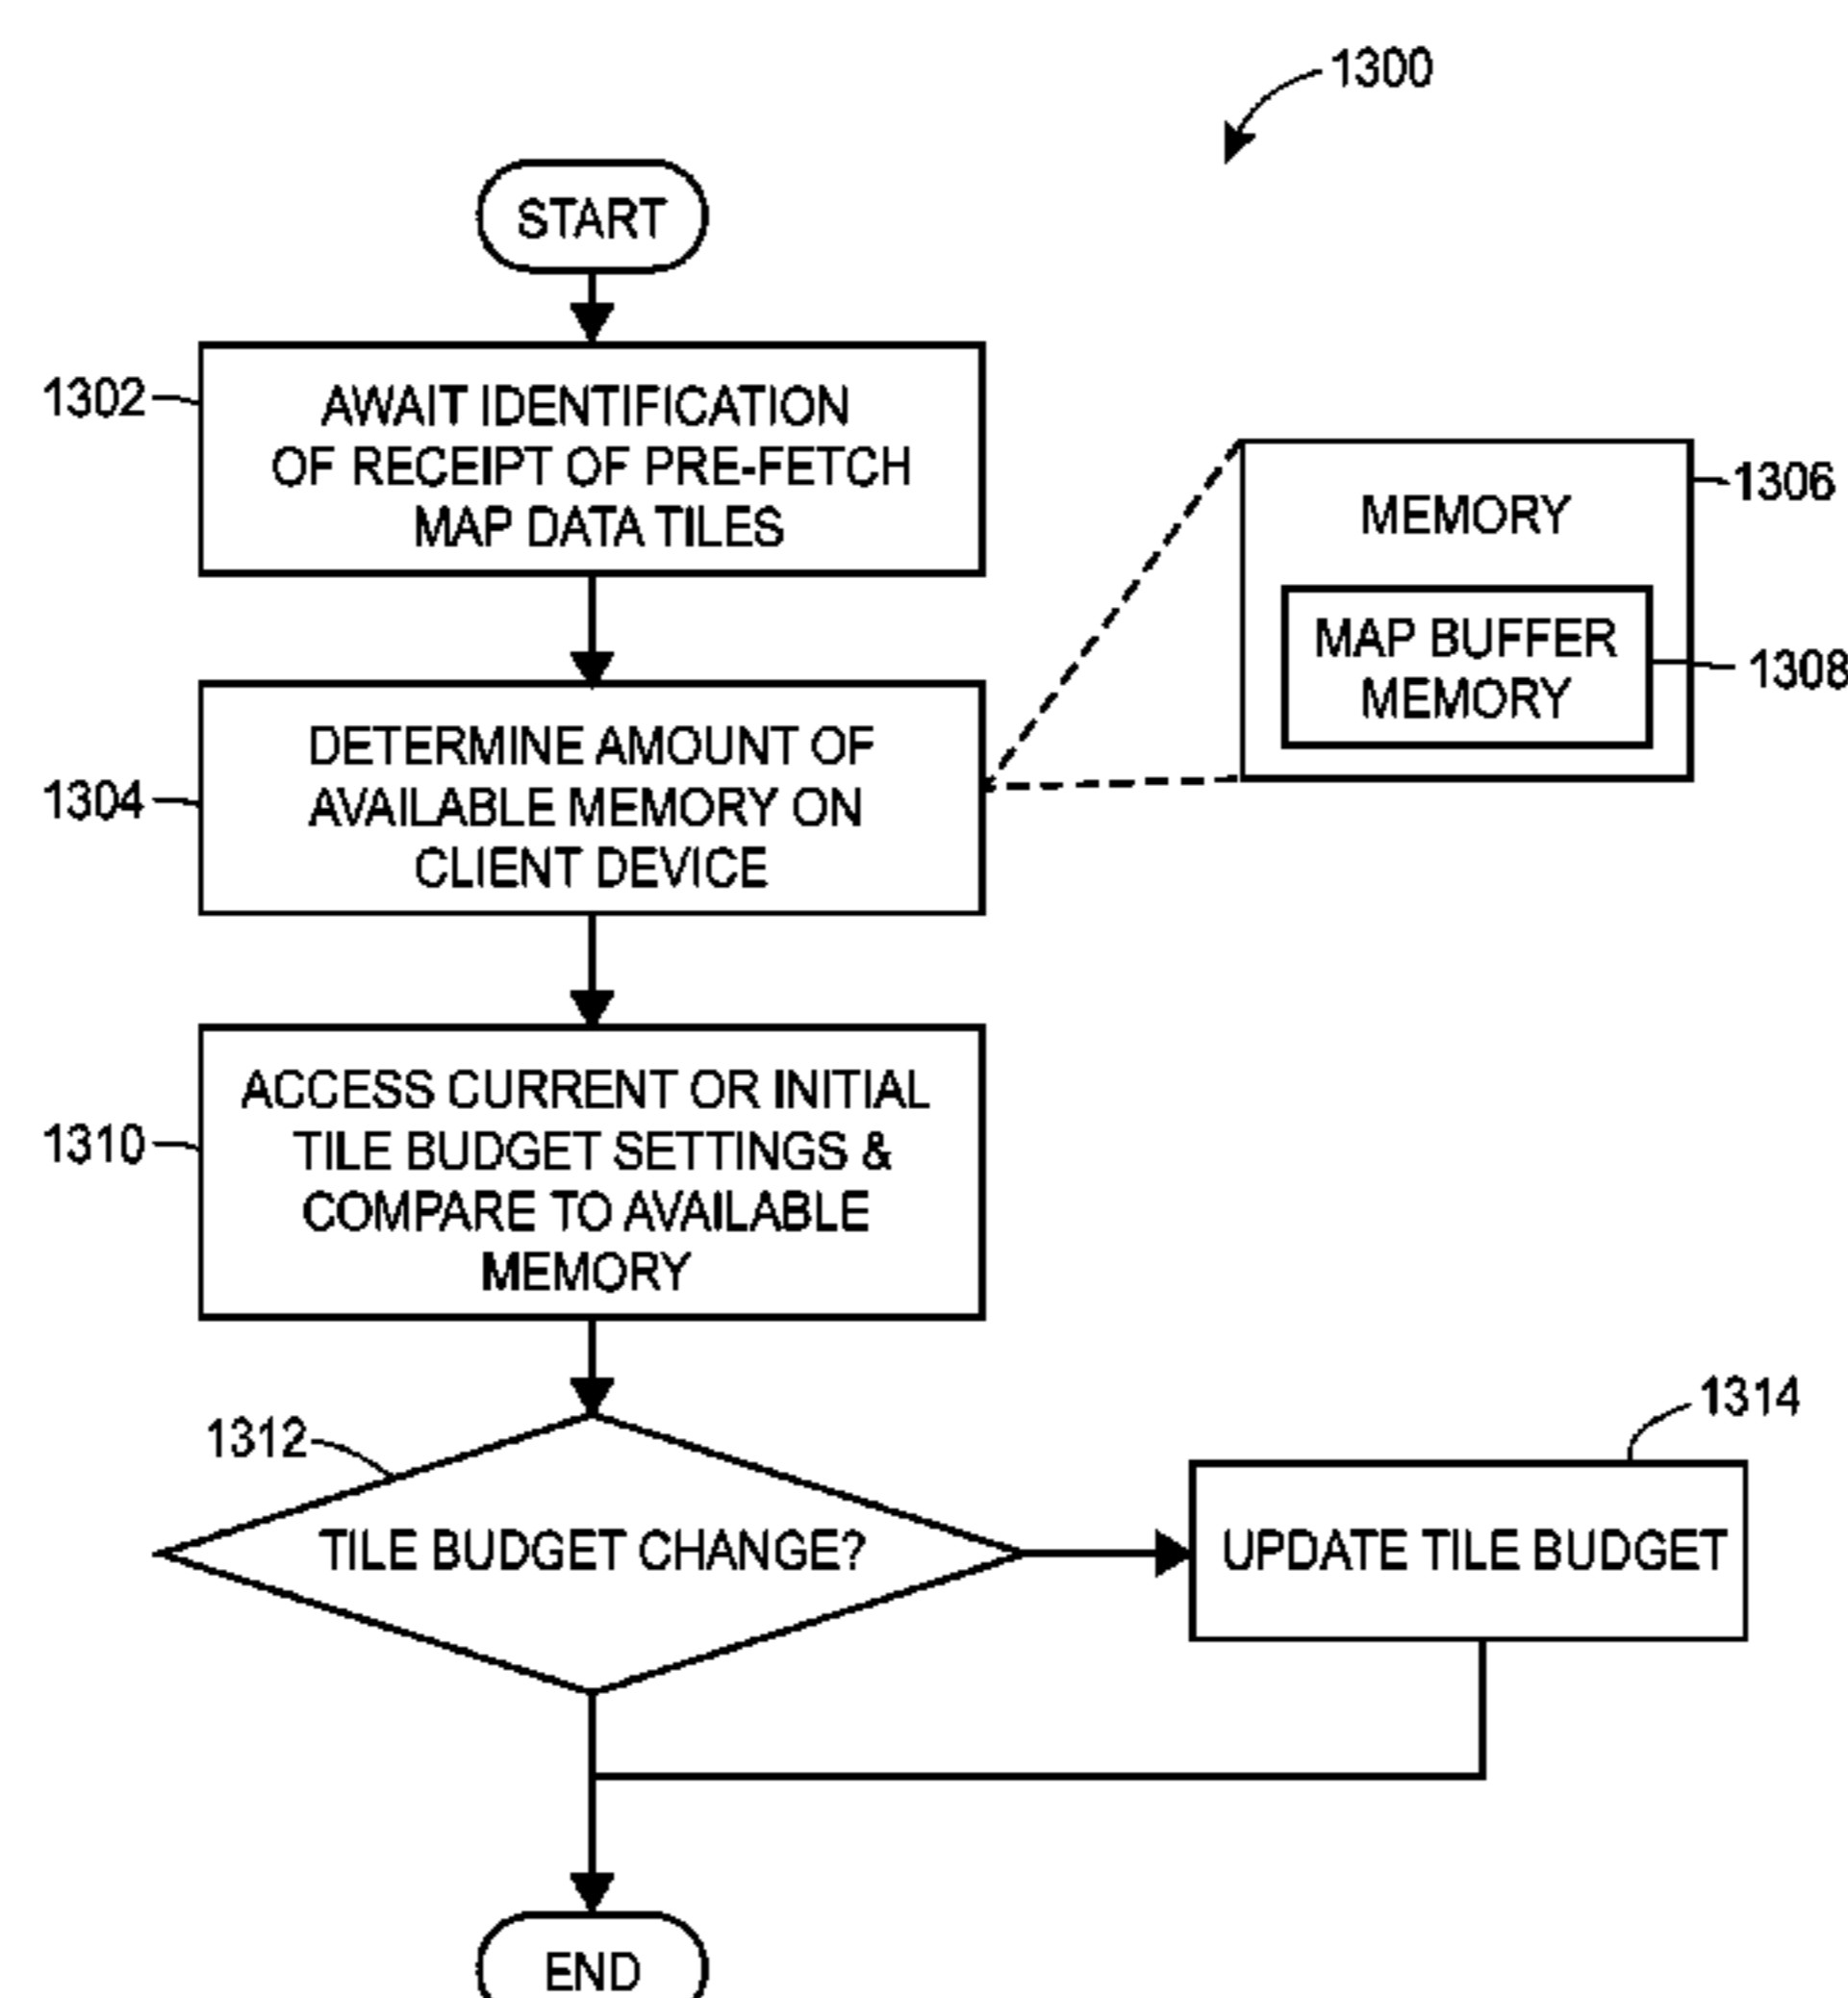 1300
START
1302
AWAIT IDENTIFICATION
OF RECEIPT OF PRE-FETCH
MAP DATA TILES
1306
MEMORY
MAP BUFFER
MEMORY
1308
1304
DETERMINE AMOUNT OF
AVAILABLE MEMORY ON
CLIENT DEVICE
1310
ACCESS CURRENT OR INITIAL
TILE BUDGET SETTINGS &
COMPARE TO AVAILABLE
MEMORY
1312
TILE BUDGET CHANGE?
1314
UPDATE TILE BUDGET
END